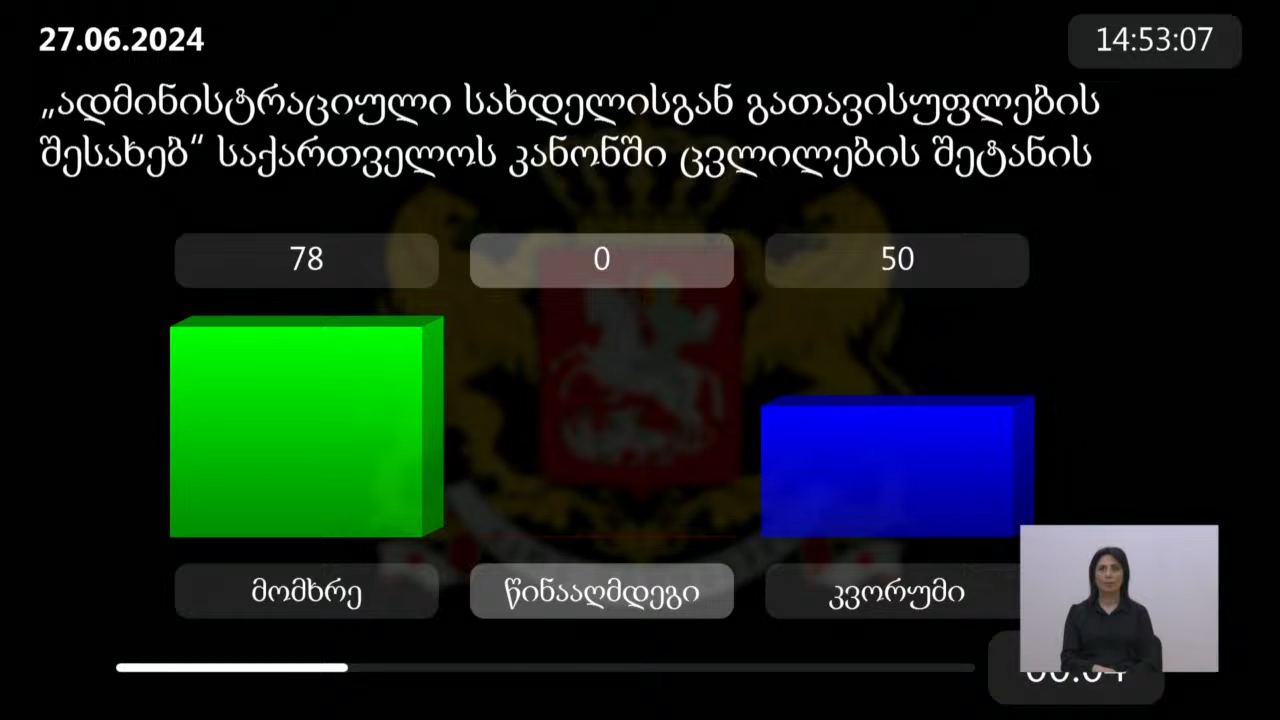 27.06.2024
14:53:07
„ადმინისტრაციული სახდელისგან გათავისუფლების
შესახებ“ საქართველოს კანონში ცვლილების შეტანის
78
0
50
მომხრე
წინააღმდეგი
კვორუმი